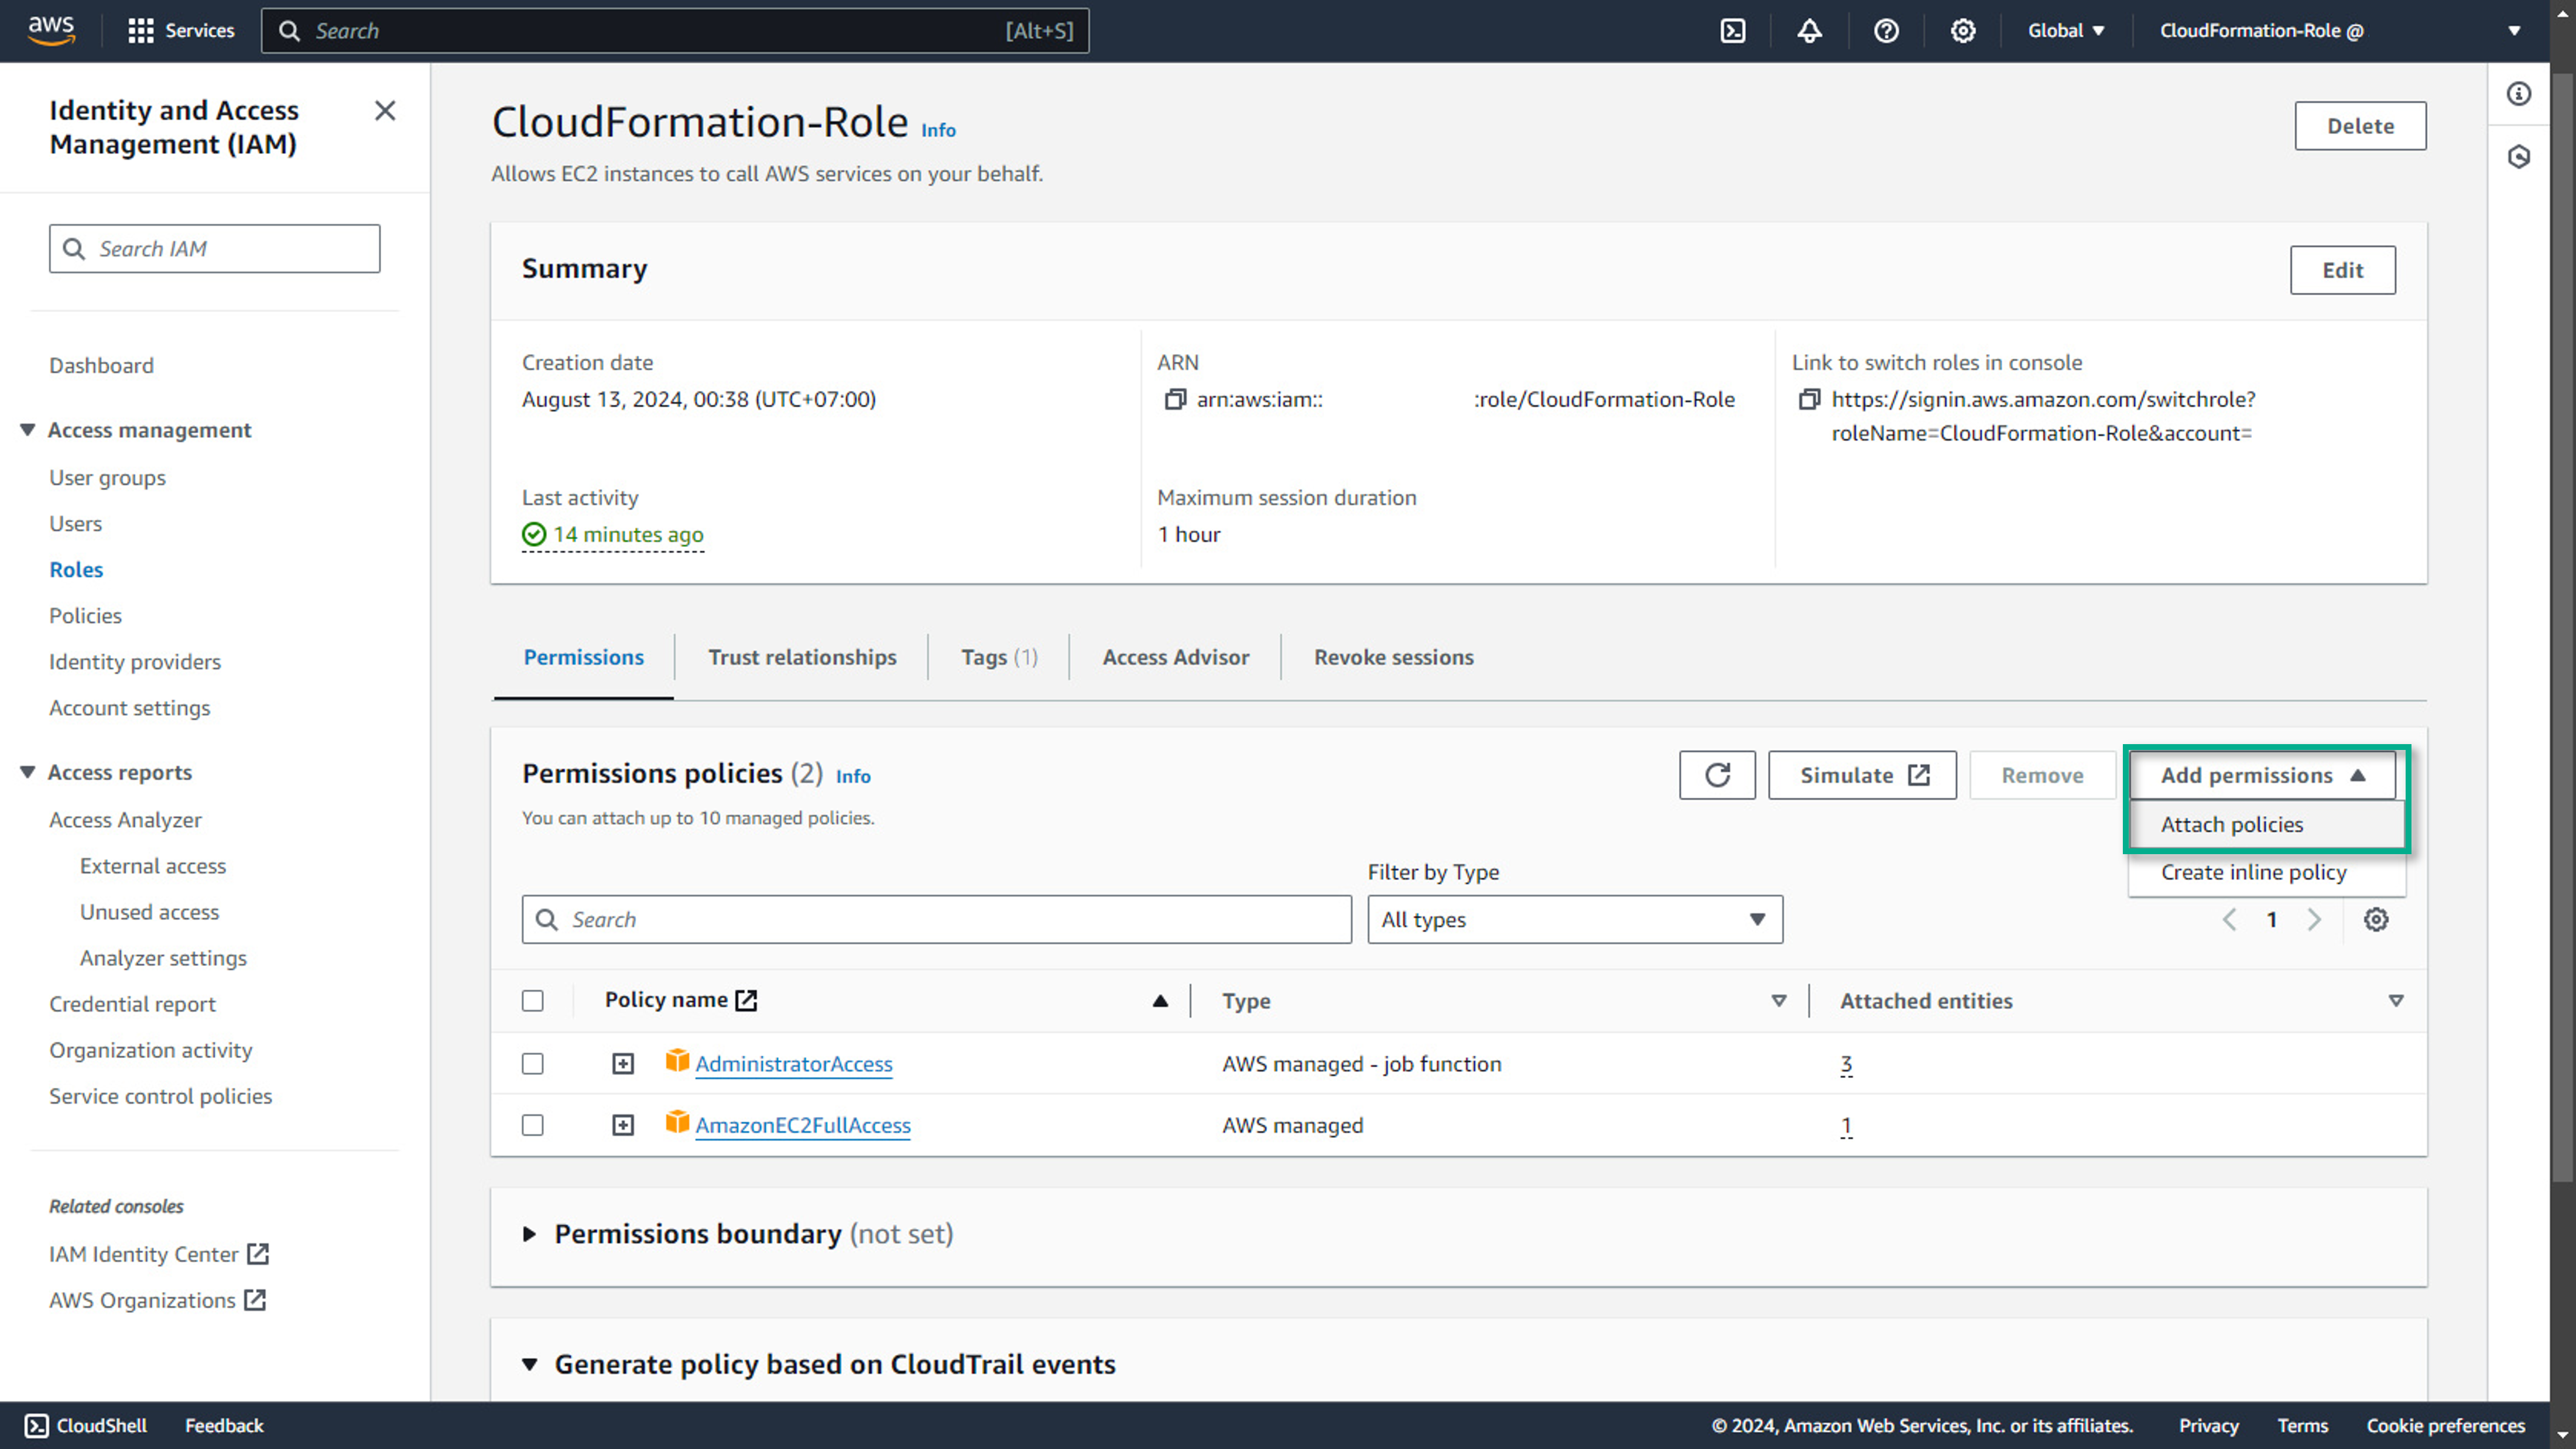 aws
Services
Search
[Alt+S]
Global
CloudFormation-Role @
Identity and Access
Management (IAM)
Search IAM
Dashboard
Access management
User groups
Users
Roles
Policies
Identity providers
Account settings
Access reports
Access Analyzer
External access
Unused access
Analyzer settings
Credential report
Organization activity
Service control policies
Related consoles
IAM Identity Center
AWS Organizations
CloudFormation-Role Info
Delete
Allows EC2 instances to call AWS services on your behalf.
Summary
Edit
Creation date
August 13, 2024, 00:38 (UTC+07:00)
ARN
arn:aws:iam:: :role/CloudFormation-Role
Link to switch roles in console
https://signin.aws.amazon.com/switchrole?
roleName=CloudFormation-Role&account=
Last activity
14 minutes ago
Maximum session duration
1 hour
Permissions
Trust relationships
Tags (1)
Access Advisor
Revoke sessions
Permissions policies (2) Info
You can attach up to 10 managed policies.
Simulate
Remove
Add permissions
Attach policies
Create inline policy
Filter by Type
Search
All types
1
Policy name
Type
Attached entities
AdministratorAccess
AWS managed - job function
3
AmazonEC2FullAccess
AWS managed
1
Permissions boundary (not set)
Generate policy based on CloudTrail events
CloudShell
Feedback
© 2024, Amazon Web Services, Inc. or its affiliates.
Privacy
Terms
Cookie preferences